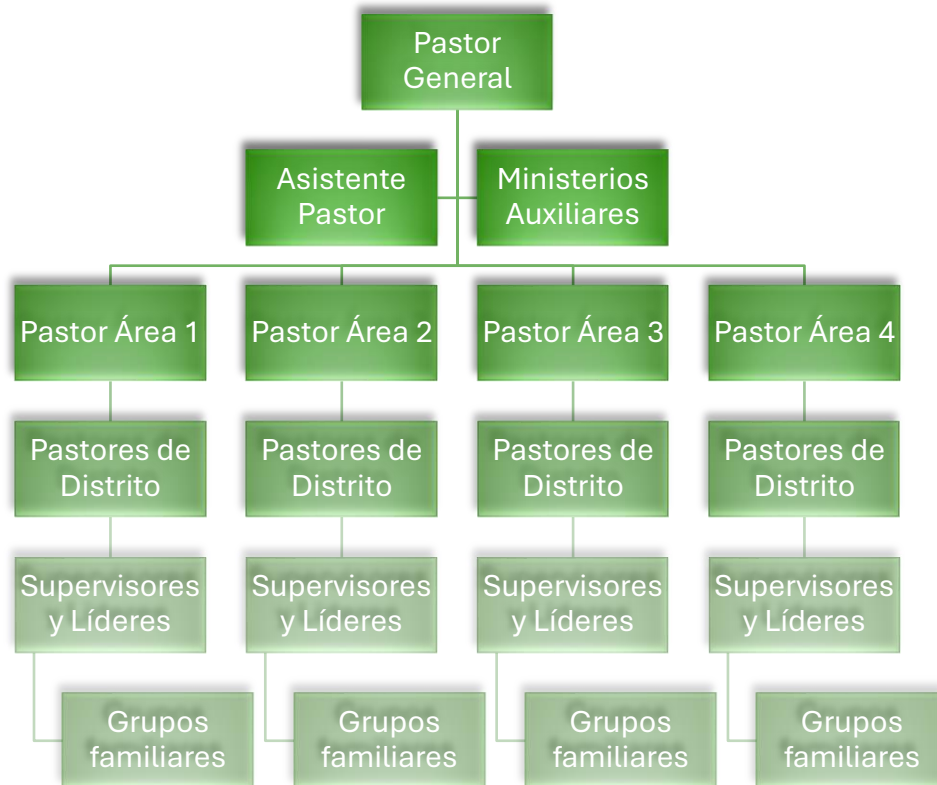 Pastor
General
Asistente
Pastor
Ministerios
Auxiliares
Pastor Área 1
Pastor Área 2
Pastor Área 3
Pastor Área 4
Pastores de
Distrito
Pastores de
Distrito
Pastores de
Distrito
Pastores de
Distrito
Supervisores
y Líderes
Supervisores
y Líderes
Supervisores
y Líderes
Supervisores
y Líderes
Grupos
familiares
Grupos
familiares
Grupos
familiares
Grupos
familiares